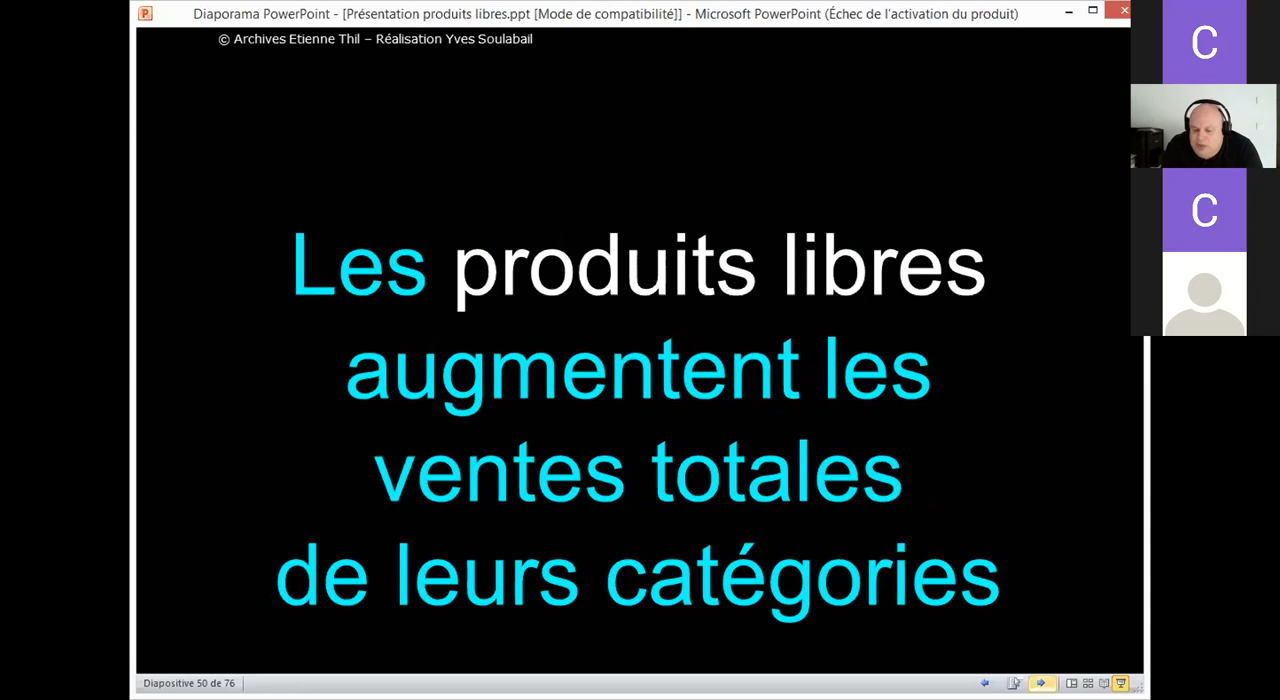 Diaporama PowerPoint - [Présentation produits libres.ppt [Mode de compatibilité]] - Microsoft PowerPoint (Échec de l'activation du produit)
© Archives Etienne Thil – Réalisation Yves Soulabail
Les produits libres
augmentent les
ventes totales
de leurs catégories
Diapositive 50 de 76
C
C